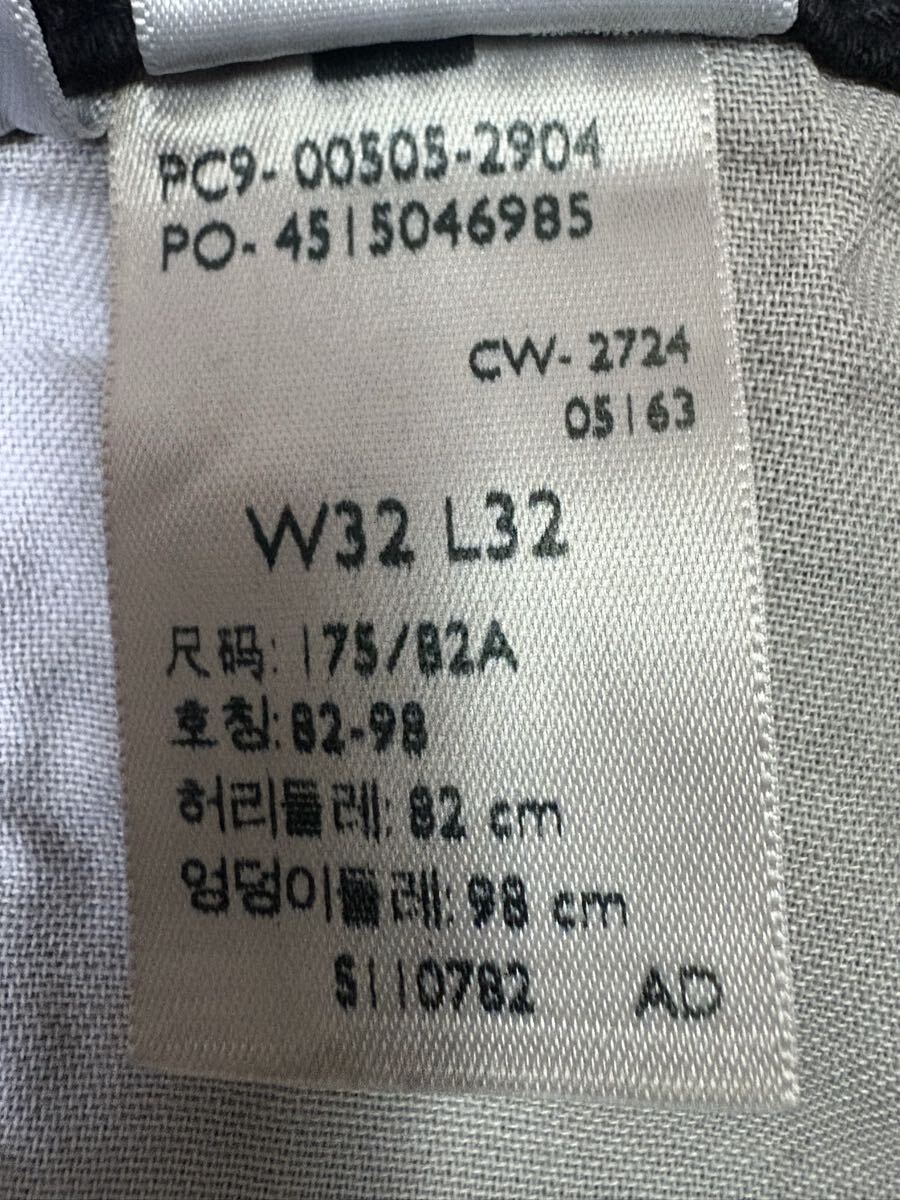 PC9-00505-2904
PO-4515046985
CW-2724
05163
W32 L32
尺码: 175/82A
호칭: 82-98
허리둘레: 82 cm
엉덩이둘레: 98 cm
S110782 AD